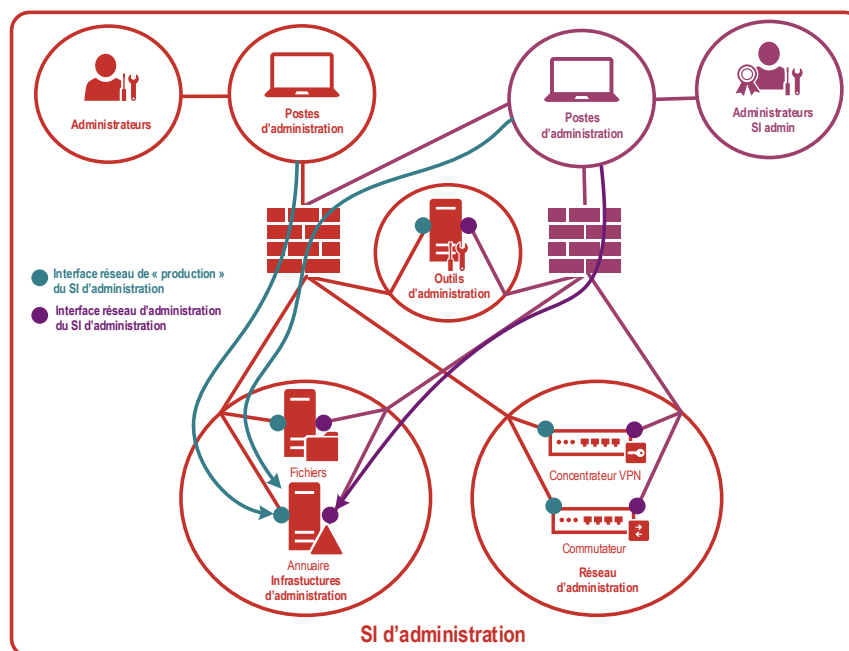 Administrateurs
Postes
d'administration
Postes
d'administration
Administrateurs
SI admin
Outils
d'administration
Interface réseau de « production »
du SI d'administration
Interface réseau d'administration
du SI d'administration
Fichiers
Annuaire
Infrastuctures
d'administration
Concentrateur VPN
Commutateur
Réseau
d'administration
SI d'administration